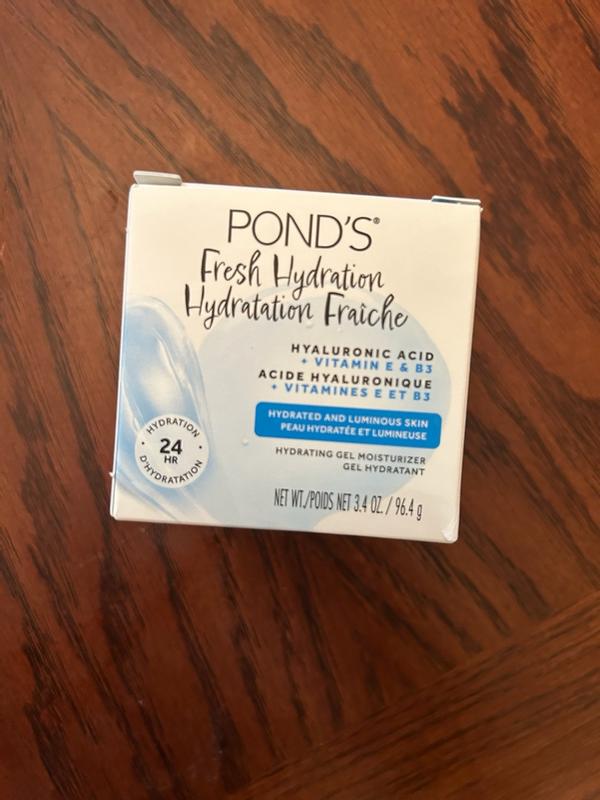 POND'S®
Fresh Hydration
Hydratation Fraîche
HYALURONIC ACID
+ VITAMIN E & B3
ACIDE HYALURONIQUE
+ VITAMINES E ET B3
HYDRATED AND LUMINOUS SKIN
PEAU HYDRATÉE ET LUMINEUSE
HYDRATION
24
HR
D'HYDRATATION
HYDRATING GEL MOISTURIZER
GEL HYDRATANT
NET WT./POIDS NET 3.4 OZ. / 96.4 g